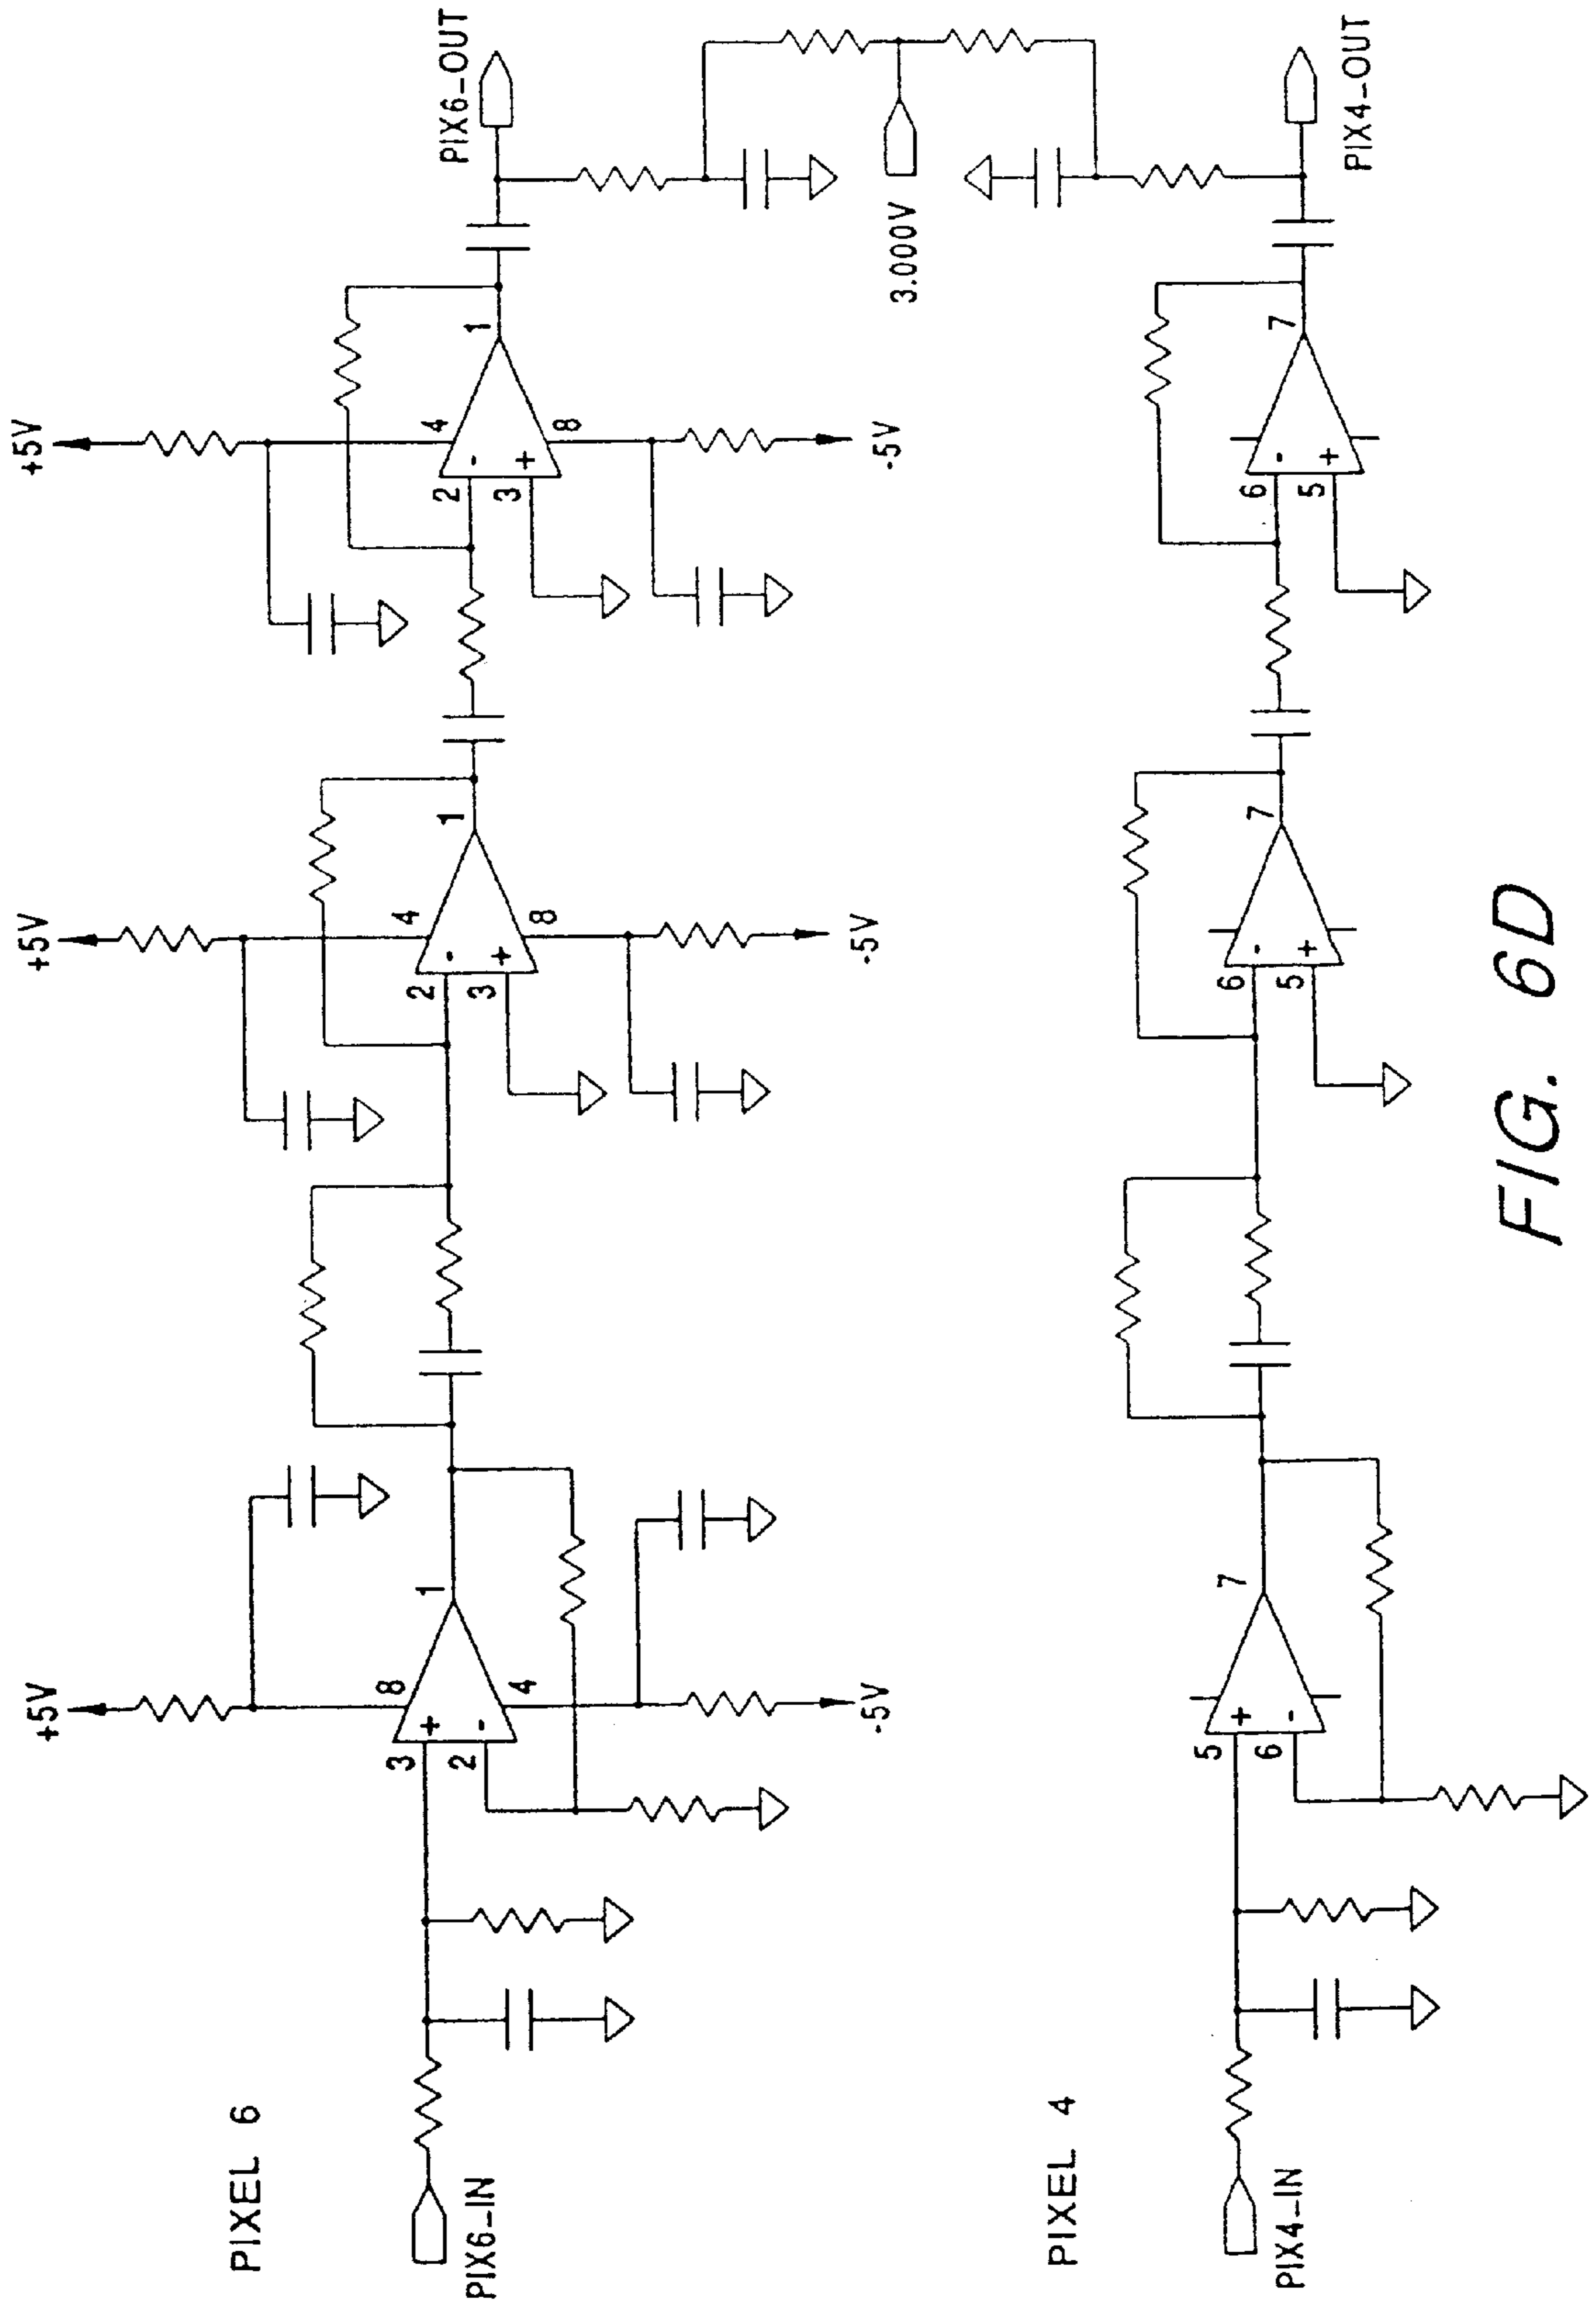 PIXEL 6
PIX6-IN
3
2
+5V
8
4
-5V
+
-
1
+5V
4
8
-5V
2
3
-
+
1
+5V
4
8
-5V
2
3
-
+
1
PIX6-OUT
3.000V
PIXEL 4
PIX4-IN
5
6
+
-
7
6
5
-
+
7
6
5
-
+
7
PIX4-OUT
FIG. 6D